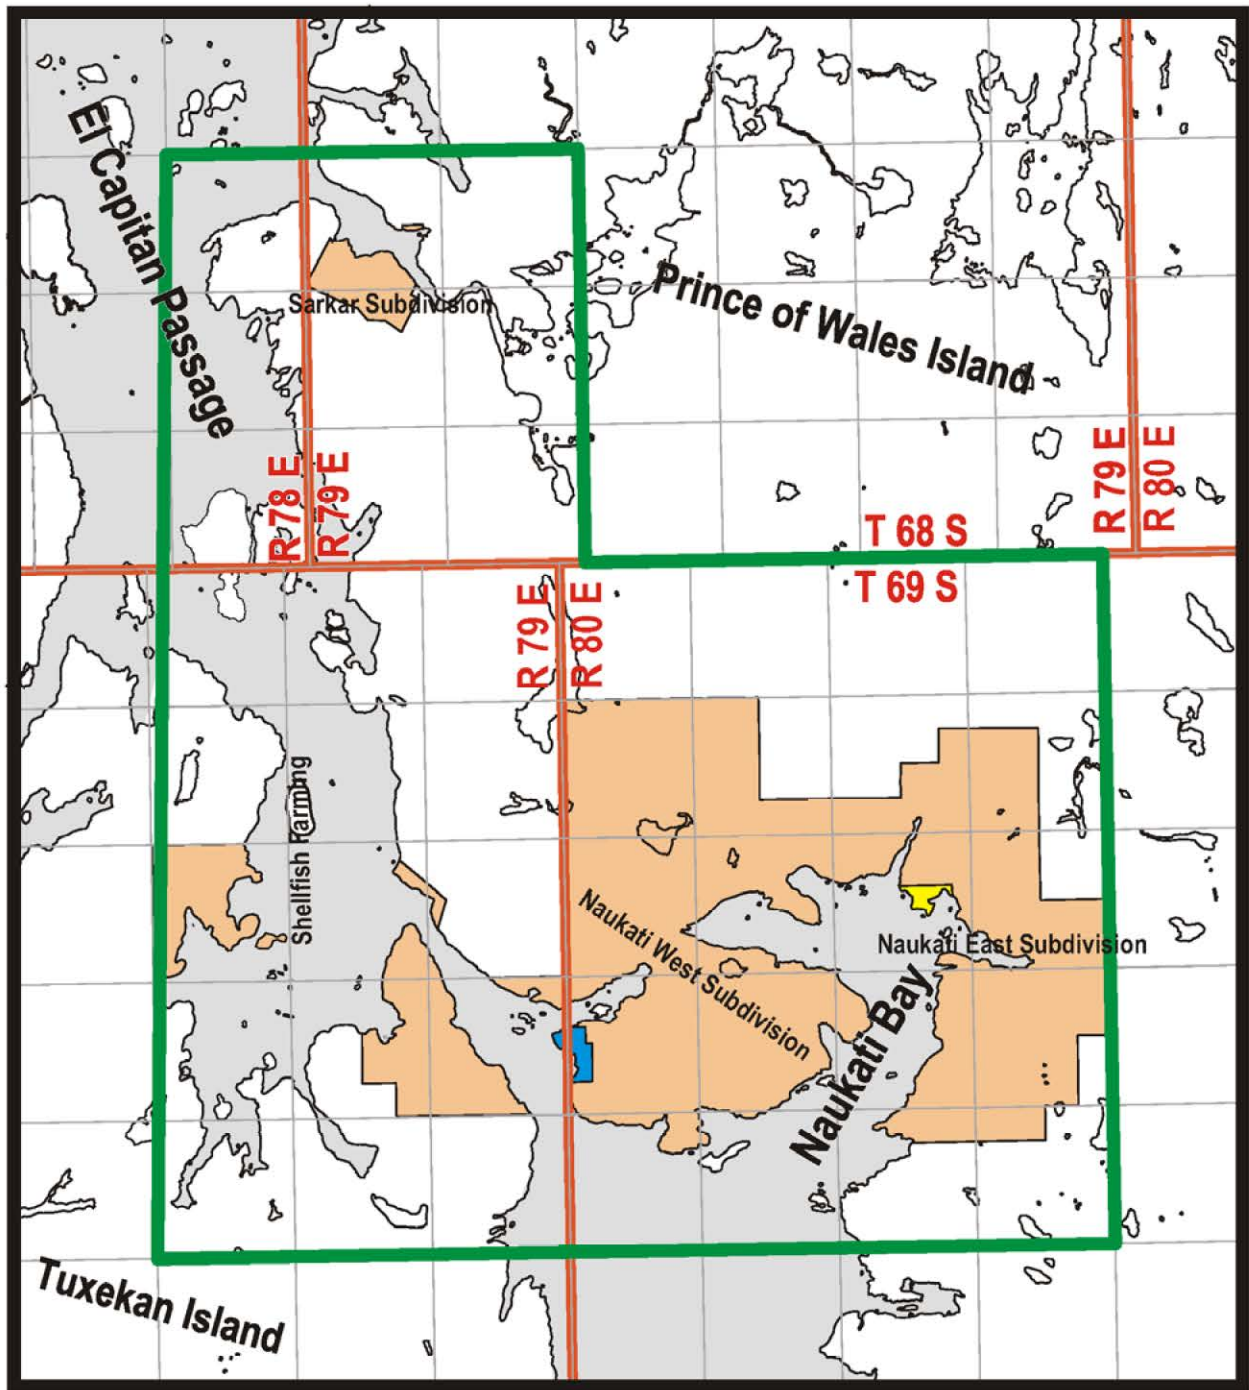 El Capitan Passage
Prince of Wales Island
Sarkar Subdivision
R 78 E
R 79 E
R 79 E
R 80 E
T 68 S
T 69 S
R 79 E
R 80 E
Shellfish Farming
Naukati West Subdivision
Naukati East Subdivision
Naukati Bay
Tuxekan Island